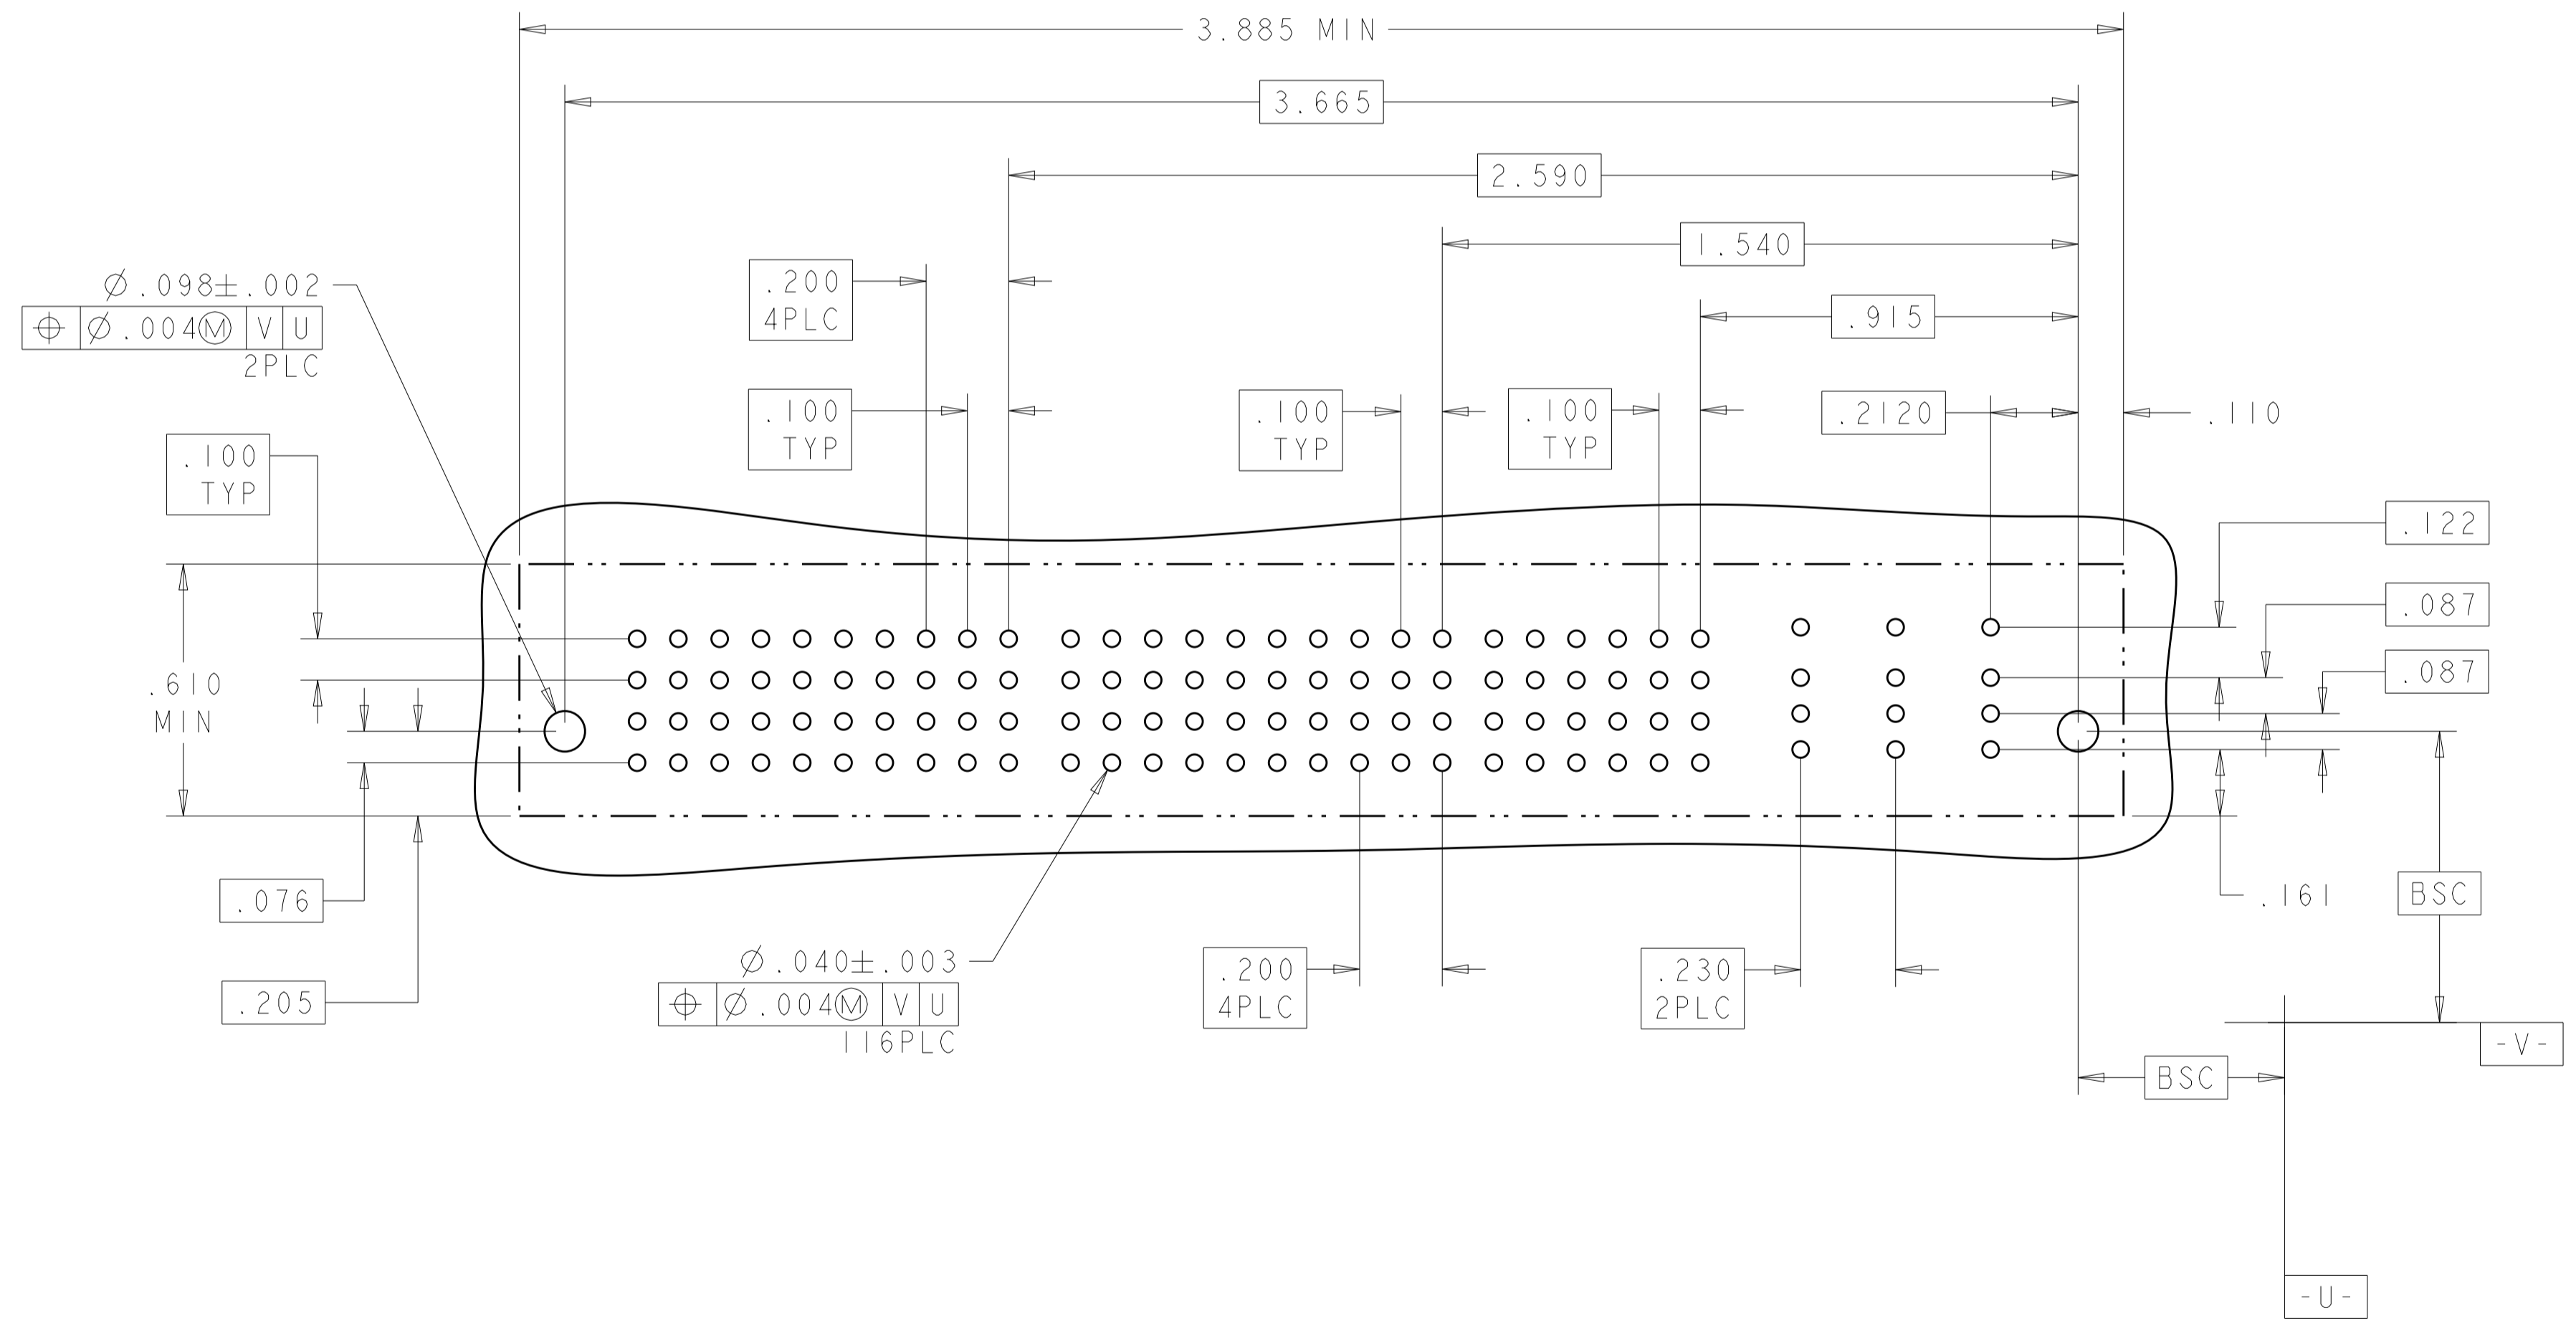 3.885 MIN
3.665
2.590
1.540
.200
4PLC
.915
⌀.098±.002
⌖ ⌀.004Ⓜ V U
2PLC
.100
TYP
.100
TYP
.100
TYP
.2120
.110
.100
TYP
.122
.087
.087
.610
MIN
.076
.161
BSC
.205
⌀.040±.003
⌖ ⌀.004Ⓜ V U
116PLC
.200
4PLC
.230
2PLC
-V-
BSC
-U-